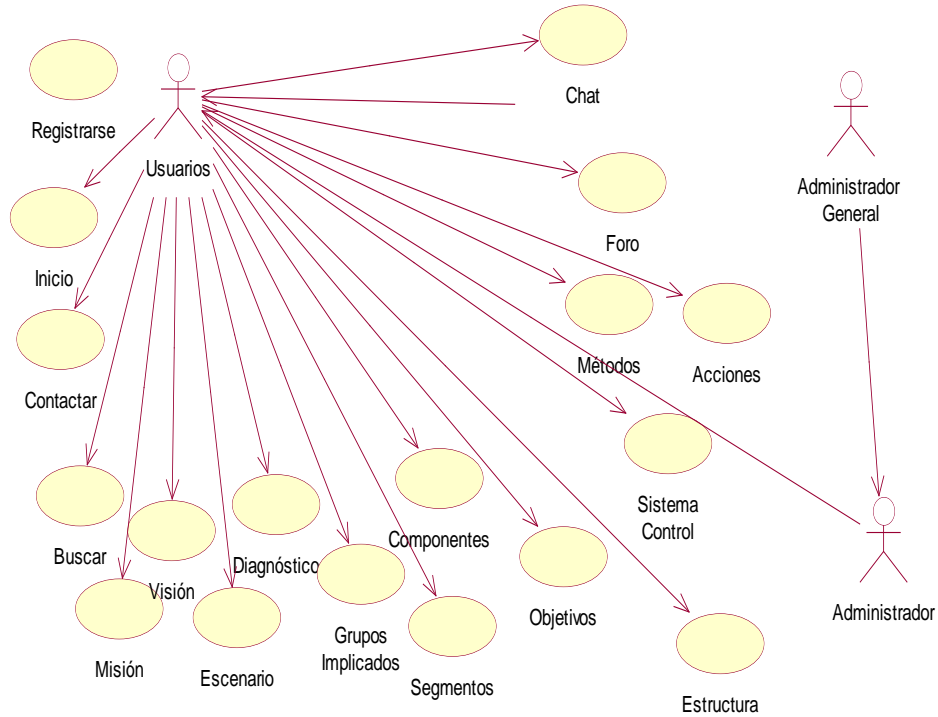 Chat
Registrarse
Usuarios
Administrador
General
Foro
Inicio
Métodos
Acciones
Contactar
Sistema
Control
Componentes
Buscar
Diagnóstico
Visión
Objetivos
Administrador
Grupos
Implicados
Misión
Escenario
Segmentos
Estructura